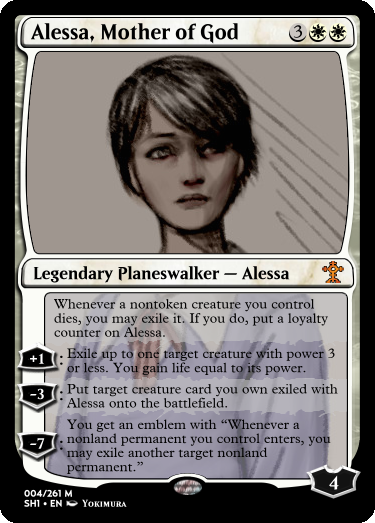 Alessa, Mother of God 3
Legendary Planeswalker — Alessa
Whenever a nontoken creature you control
dies, you may exile it. If you do, put a loyalty
counter on Alessa.
+1: Exile up to one target creature with power 3
or less. You gain life equal to its power.
-3: Put target creature card you own exiled with
Alessa onto the battlefield.
You get an emblem with “Whenever a
-7: nonland permanent you control enters, you
may exile another target nonland
permanent.”
4
004/261 M
SH1 • EN Yokimura